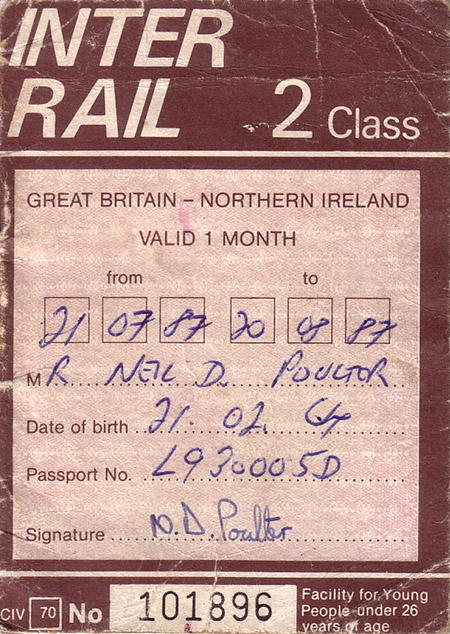 INTER
RAIL 2 Class
GREAT BRITAIN – NORTHERN IRELAND
VALID 1 MONTH
from to
21 07 87 20 08 87
MR NEIL D. POULTER
Date of birth 21. 02. 64
Passport No. L930005D
Signature N.D. Poulter
CIV 70 No 101896
Facility for Young
People under 26
years of age